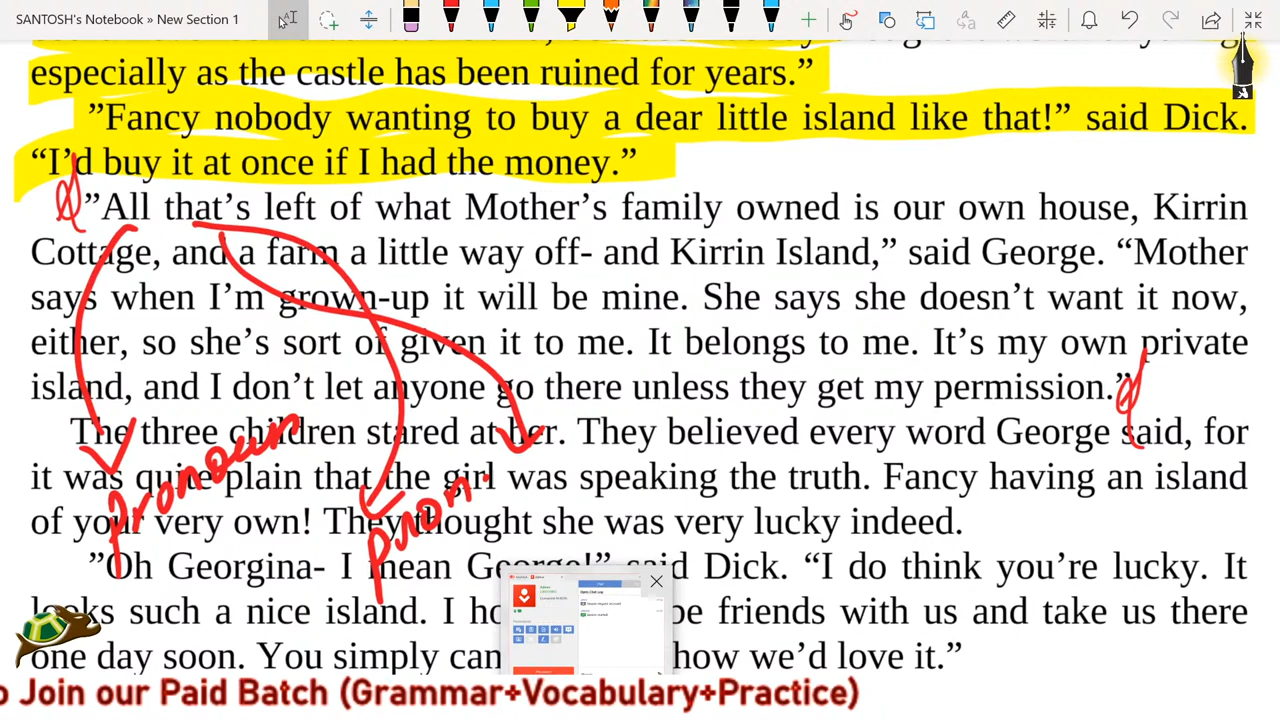 SANTOSH's Notebook » New Section 1
especially as the castle has been ruined for years.”
”Fancy nobody wanting to buy a dear little island like that!” said Dick.
“I’d buy it at once if I had the money.”
”All that’s left of what Mother’s family owned is our own house, Kirrin
Cottage, and a farm a little way off- and Kirrin Island,” said George. “Mother
says when I’m grown-up it will be mine. She says she doesn’t want it now,
either, so she’s sort of given it to me. It belongs to me. It’s my own private
island, and I don’t let anyone go there unless they get my permission.”
The three children stared at her. They believed every word George said, for
it was quite plain that the girl was speaking the truth. Fancy having an island
of your very own! They thought she was very lucky indeed.
pronoun
pron.
”Oh Georgina- I mean George!” said Dick. “I do think you’re lucky. It
looks such a nice island. I be friends with us and take us there
one day soon. You simply how we’d love it.”
o Join our Paid Batch (Grammar+Vocabulary+Practice)